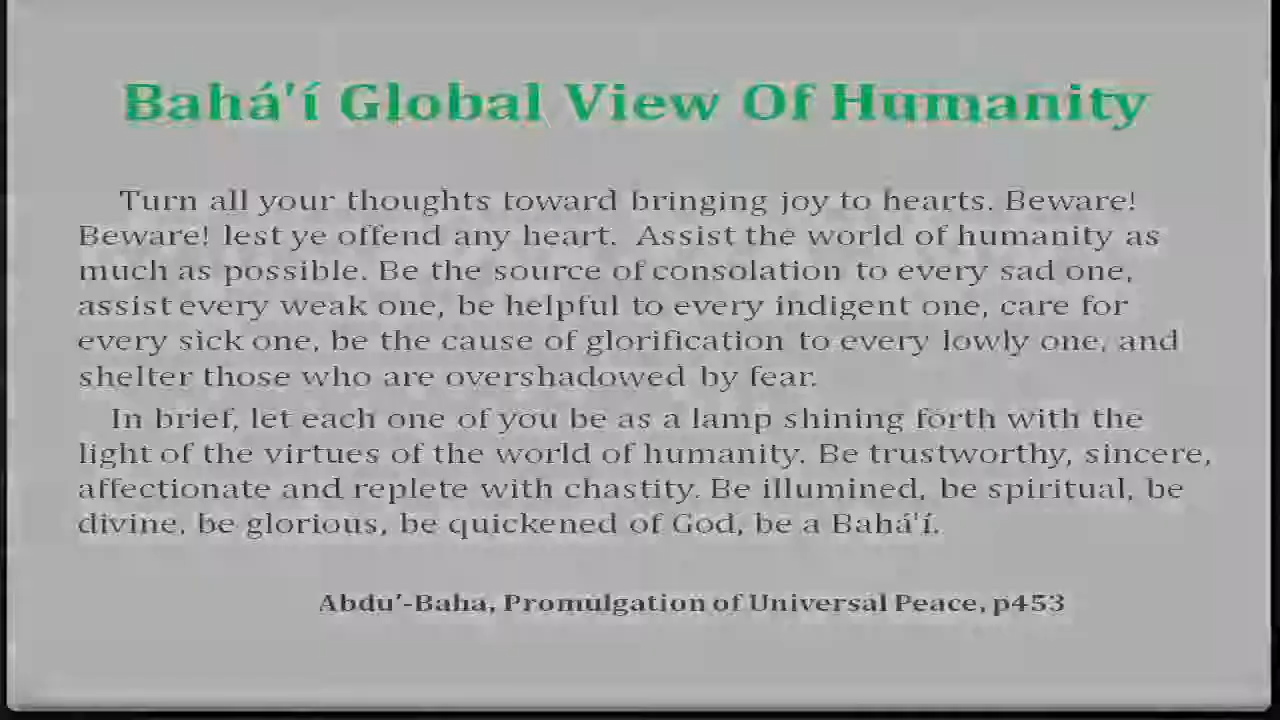 Bahá'í Global View Of Humanity
Turn all your thoughts toward bringing joy to hearts. Beware!
Beware! lest ye offend any heart. Assist the world of humanity as
much as possible. Be the source of consolation to every sad one,
assist every weak one, be helpful to every indigent one, care for
every sick one, be the cause of glorification to every lowly one, and
shelter those who are overshadowed by fear.
In brief, let each one of you be as a lamp shining forth with the
light of the virtues of the world of humanity. Be trustworthy, sincere,
affectionate and replete with chastity. Be illumined, be spiritual, be
divine, be glorious, be quickened of God, be a Bahá'í.
Abdu'-Baha, Promulgation of Universal Peace, p453